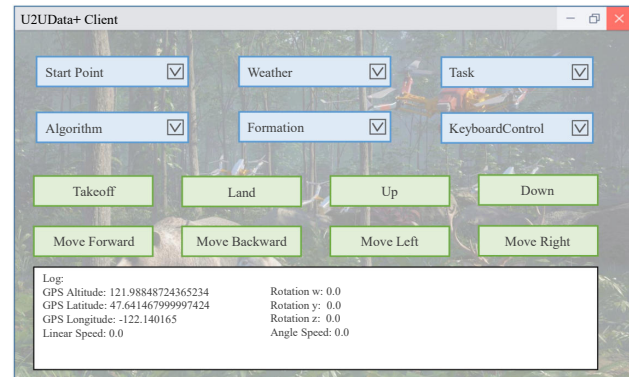 U2UData+ Client
Start Point
Weather
Task
Algorithm
Formation
KeyboardControl
Takeoff
Land
Up
Down
Move Forward
Move Backward
Move Left
Move Right
Log:
GPS Altitude: 121.98848724365234
Rotation w: 0.0
GPS Latitude: 47.641467999997424
Rotation y: 0.0
GPS Longitude: -122.140165
Rotation z: 0.0
Linear Speed: 0.0
Angle Speed: 0.0